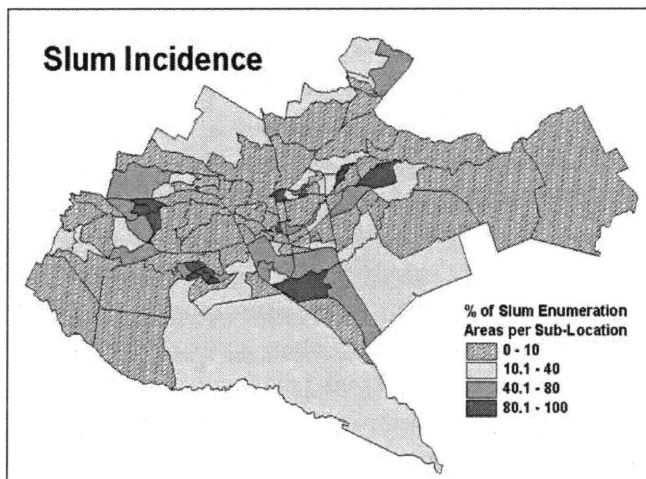 Slum Incidence
% of Slum Enumeration
Areas per Sub-Location
0 - 10
10.1 - 40
40.1 - 80
80.1 - 100